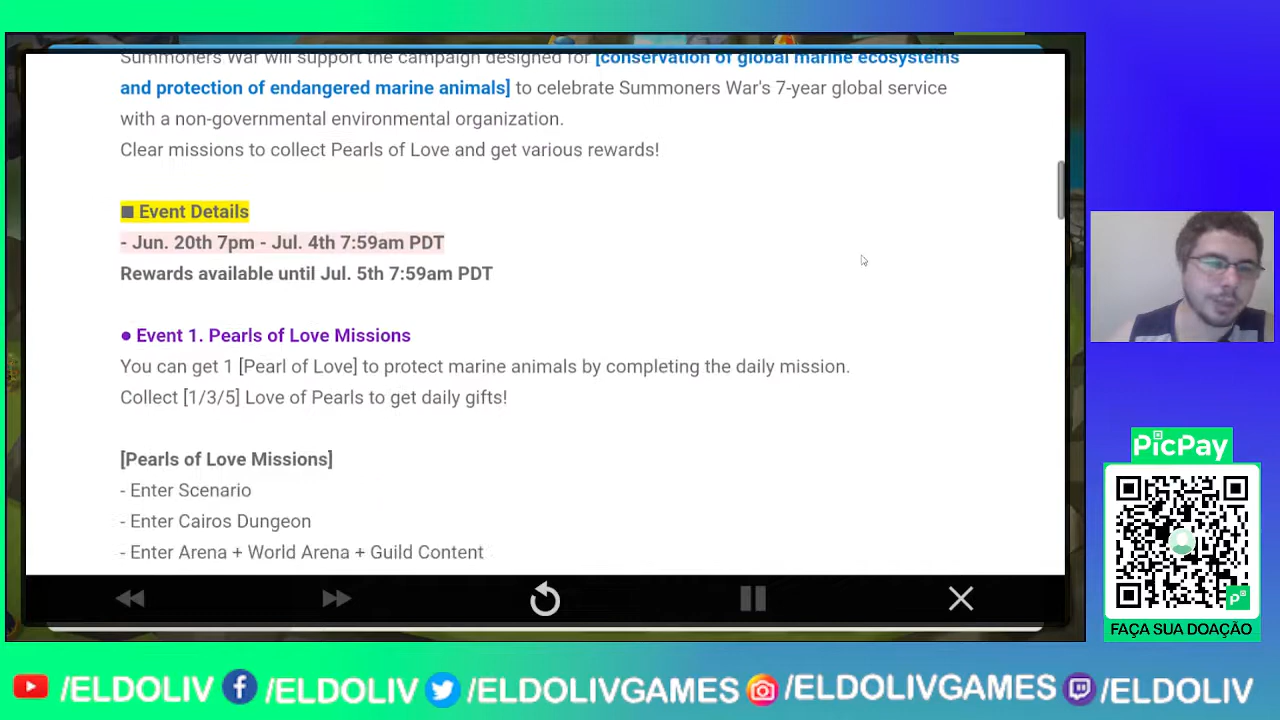 Summoners War will support the campaign designed for [conservation of global marine ecosystems
and protection of endangered marine animals] to celebrate Summoners War's 7-year global service
with a non-governmental environmental organization.
Clear missions to collect Pearls of Love and get various rewards!
■ Event Details
- Jun. 20th 7pm - Jul. 4th 7:59am PDT
Rewards available until Jul. 5th 7:59am PDT
● Event 1. Pearls of Love Missions
You can get 1 [Pearl of Love] to protect marine animals by completing the daily mission.
Collect [1/3/5] Love of Pearls to get daily gifts!
[Pearls of Love Missions]
- Enter Scenario
- Enter Cairos Dungeon
- Enter Arena + World Arena + Guild Content
PicPay
FAÇA SUA DOAÇÃO
/ELDOLIV
/ELDOLIV
/ELDOLIVGAMES
/ELDOLIVGAMES
/ELDOLIV